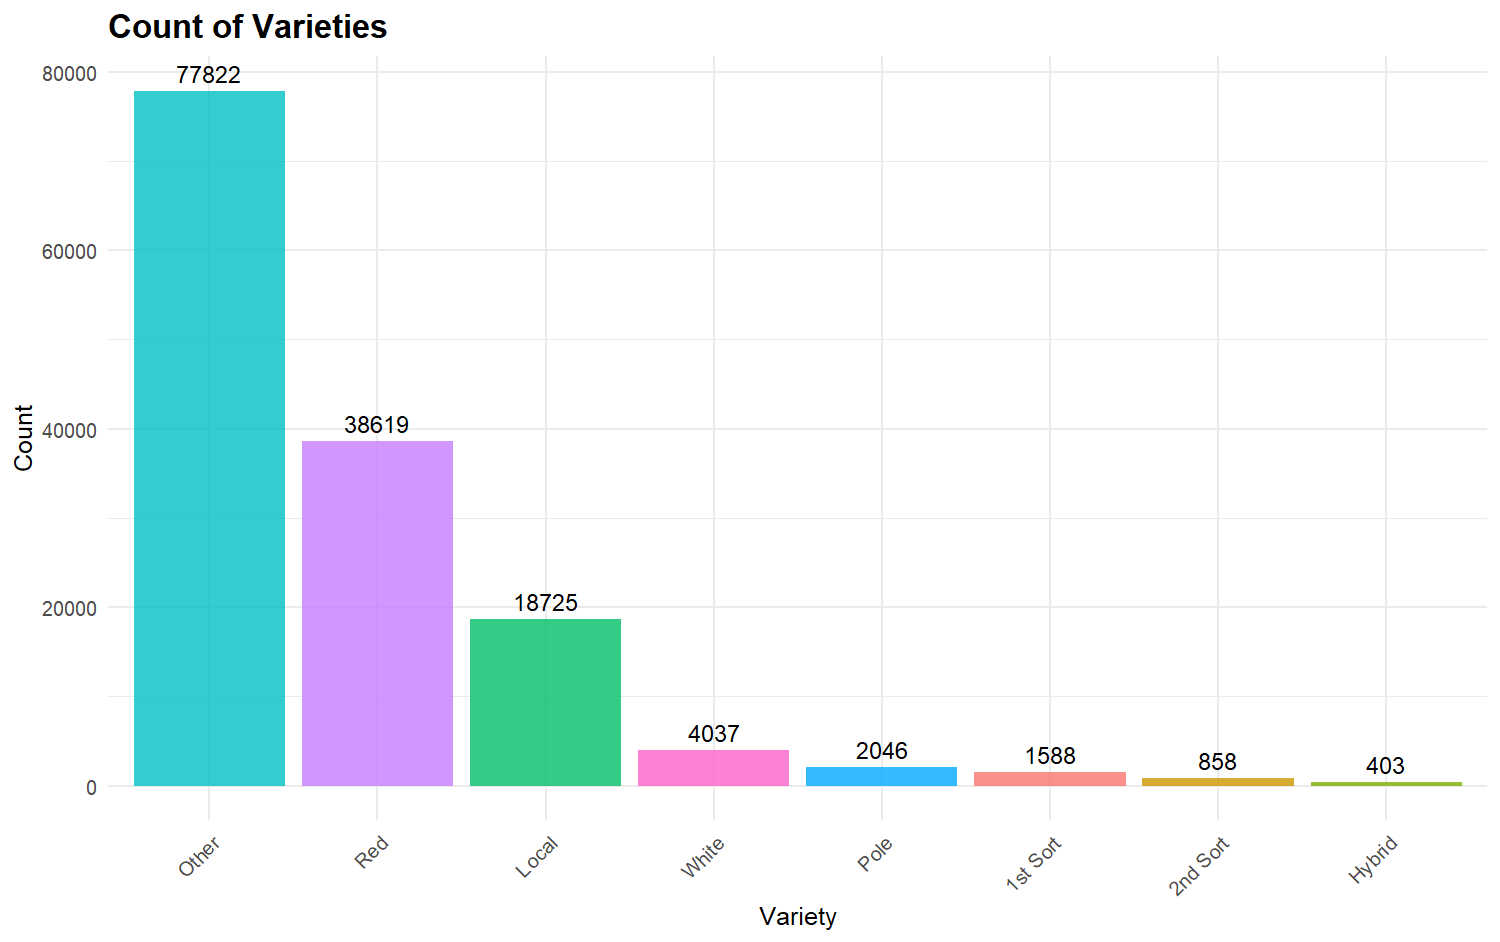 Count of Varieties
80000
60000
40000
20000
0
Count
77822
38619
18725
4037
2046
1588
858
403
Other
Red
Local
White
Pole
1st Sort
2nd Sort
Hybrid
Variety